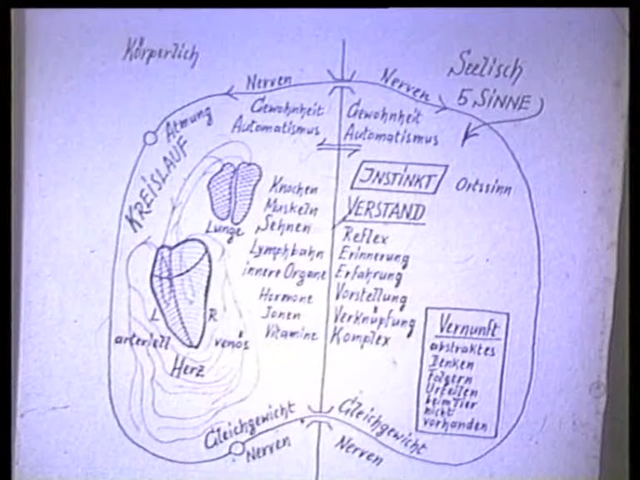 Körperlich
Seelisch
5 SINNE
Nerven
Nerven
Atmung
KREISLAUF
Gewohnheit
Automatismus
Gewohnheit
Automatismus
INSTINKT
Ortssinn
VERSTAND
Lunge
Knochen
Muskeln
Sehnen
Lymphbahn
innere Organe
Hormone
Jonen
Vitamine
Reflex
Erinnerung
Erfahrung
Vorstellung
Verknüpfung
Komplex
L
R
arteriell
venös
Herz
Vernunft
abstraktes
Denken
Folgern
Urteilen
beim Tier
nicht
vorhanden
Gleichgewicht
Nerven
Gleichgewicht
Nerven